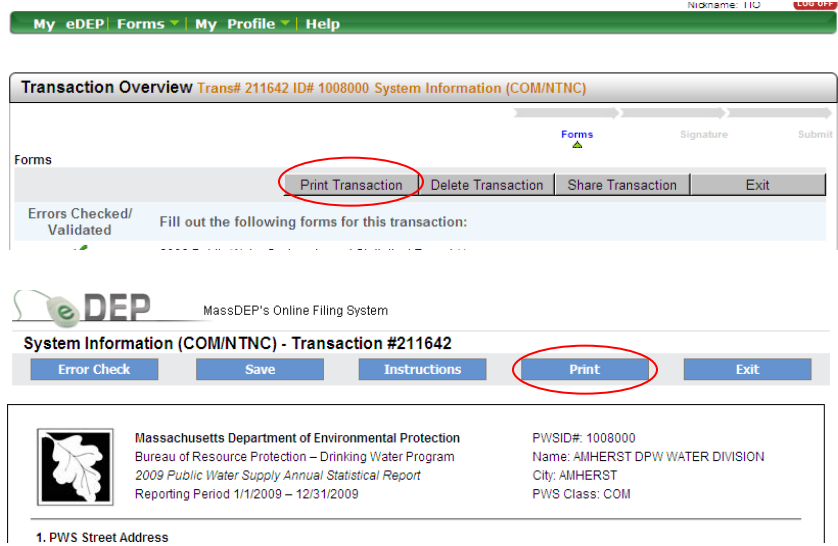 Nickname: TIO LOG OFF
My eDEP Forms My Profile Help
Transaction Overview Trans# 211642 ID# 1008000 System Information (COM/NTNC)
Forms Signature Submit
Forms
Print Transaction Delete Transaction Share Transaction Exit
Errors Checked/
Validated
Fill out the following forms for this transaction:
eDEP MassDEP's Online Filing System
System Information (COM/NTNC) - Transaction #211642
Error Check Save Instructions Print Exit
Massachusetts Department of Environmental Protection
Bureau of Resource Protection – Drinking Water Program
2009 Public Water Supply Annual Statistical Report
Reporting Period 1/1/2009 – 12/31/2009
PWSID#: 1008000
Name: AMHERST DPW WATER DIVISION
City: AMHERST
PWS Class: COM
1. PWS Street Address